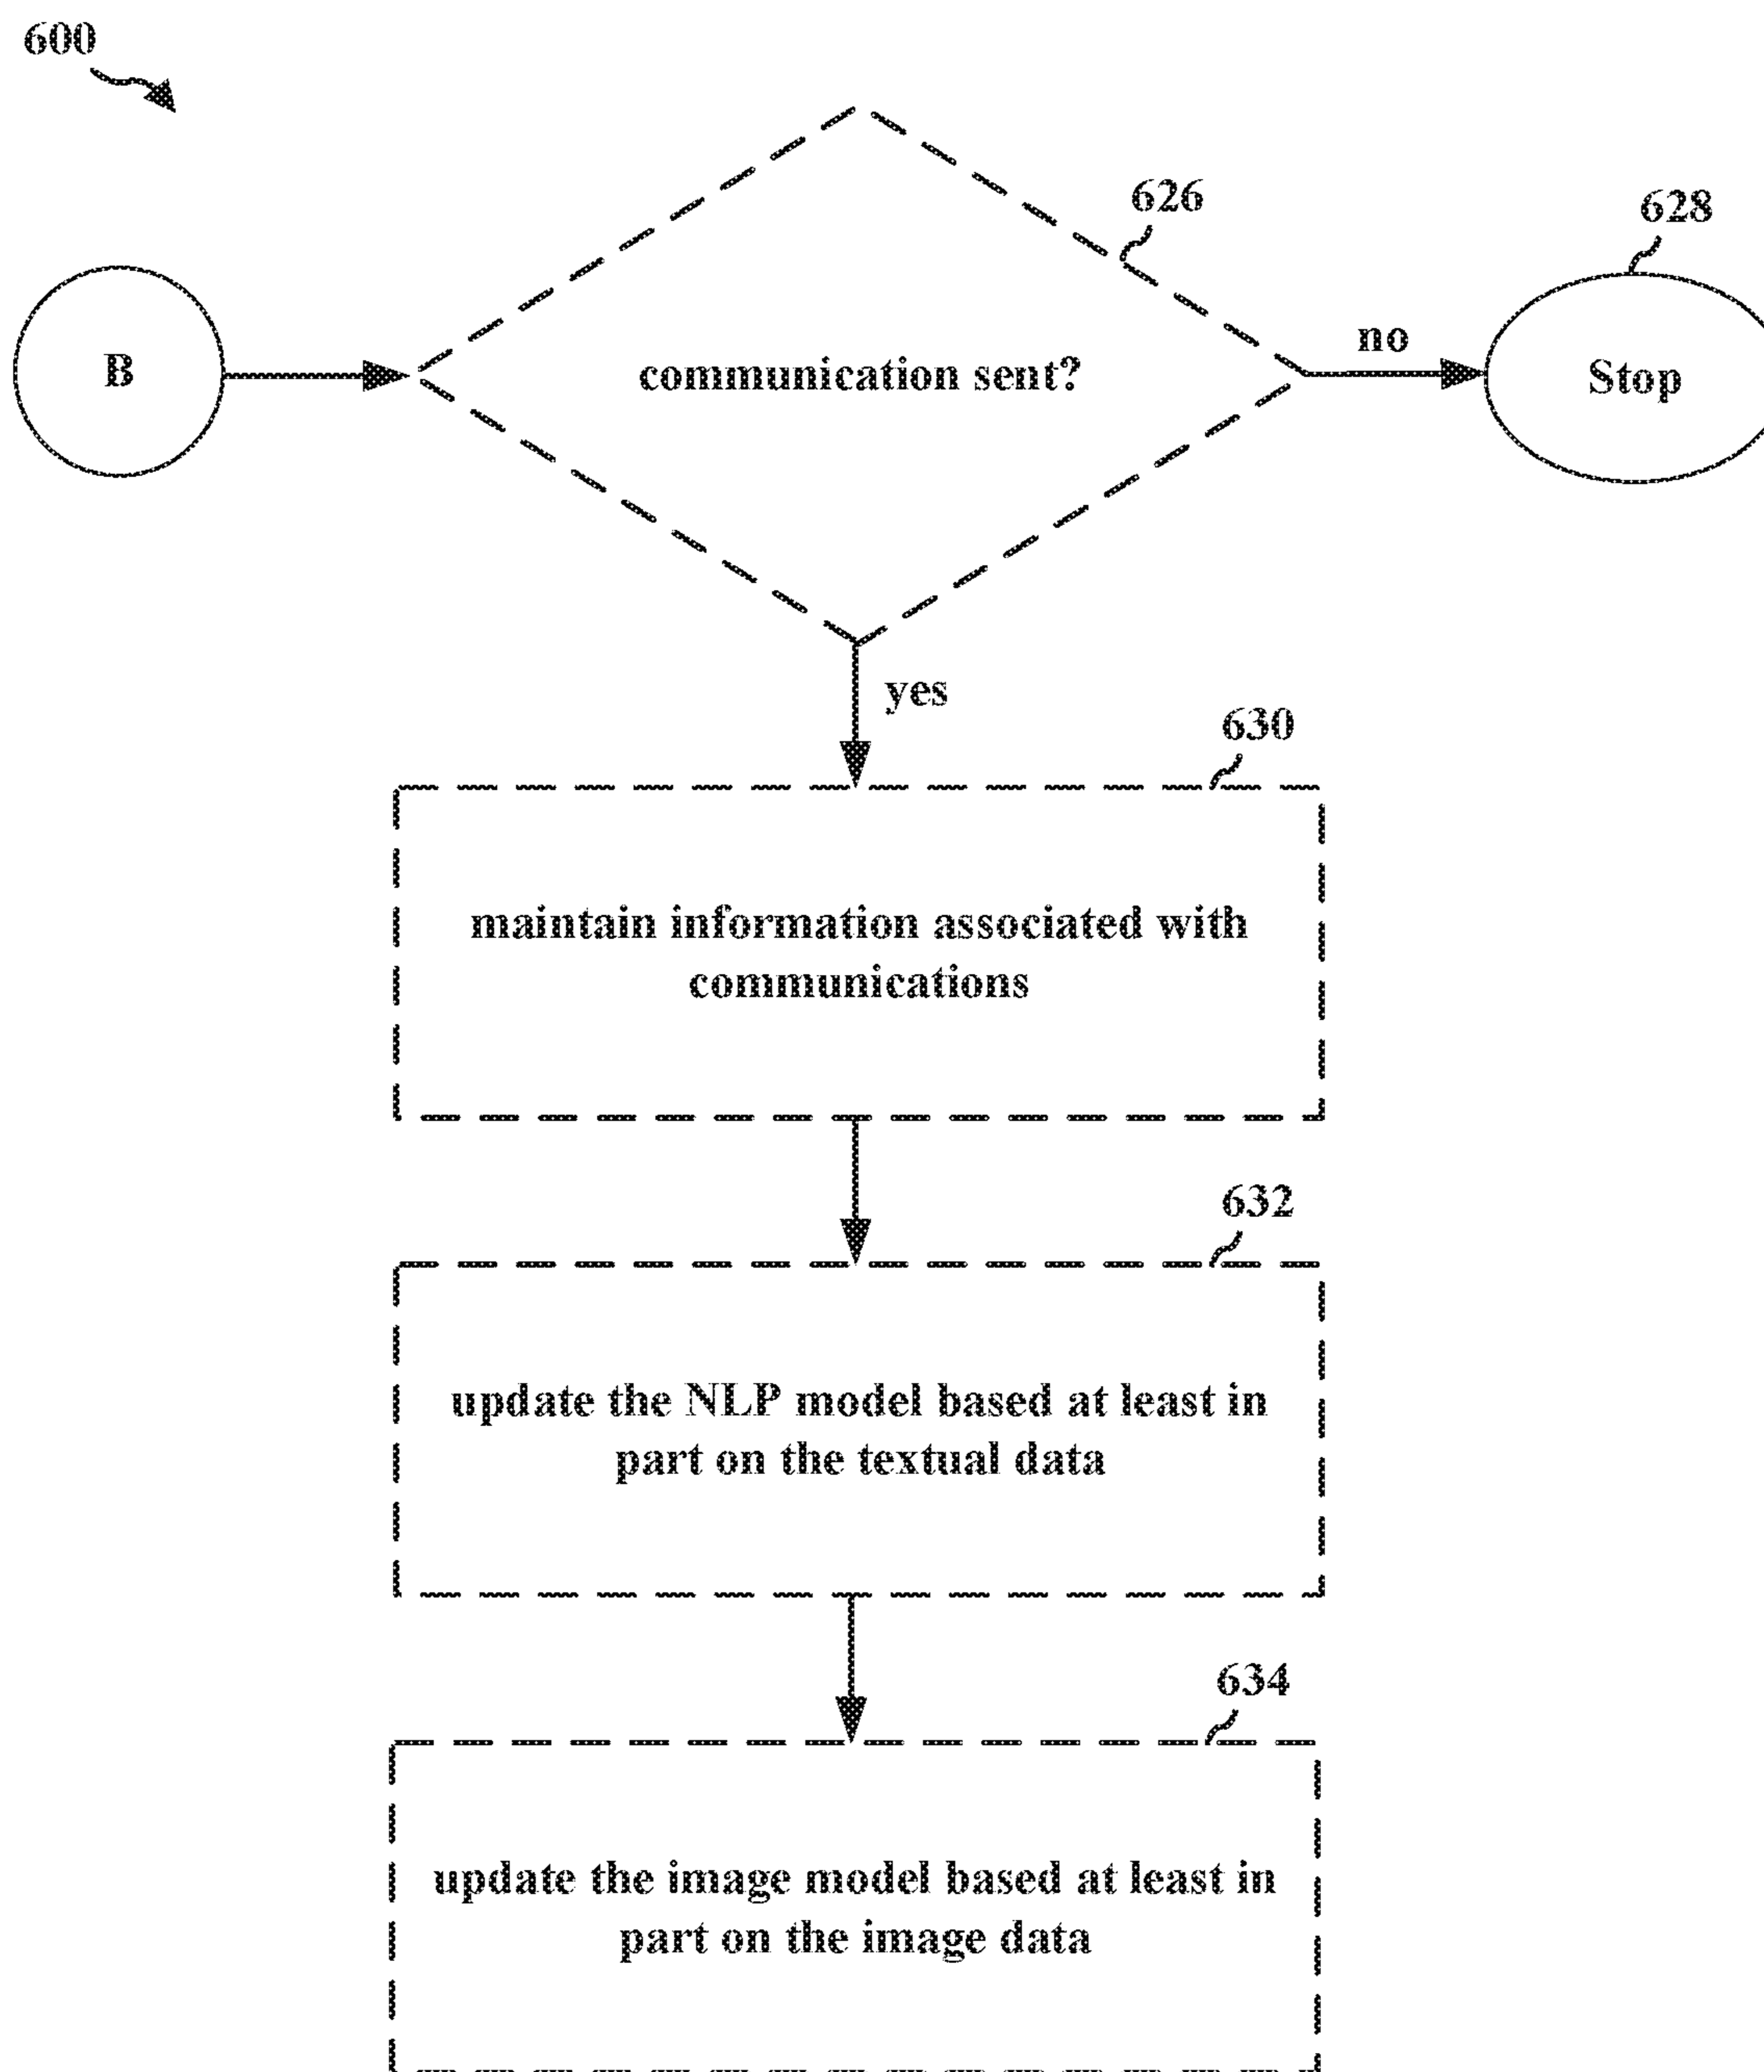 600
626
628
B
communication sent?
no
Stop
yes
630
maintain information associated with
communications
632
update the NLP model based at least in
part on the textual data
634
update the image model based at least in
part on the image data